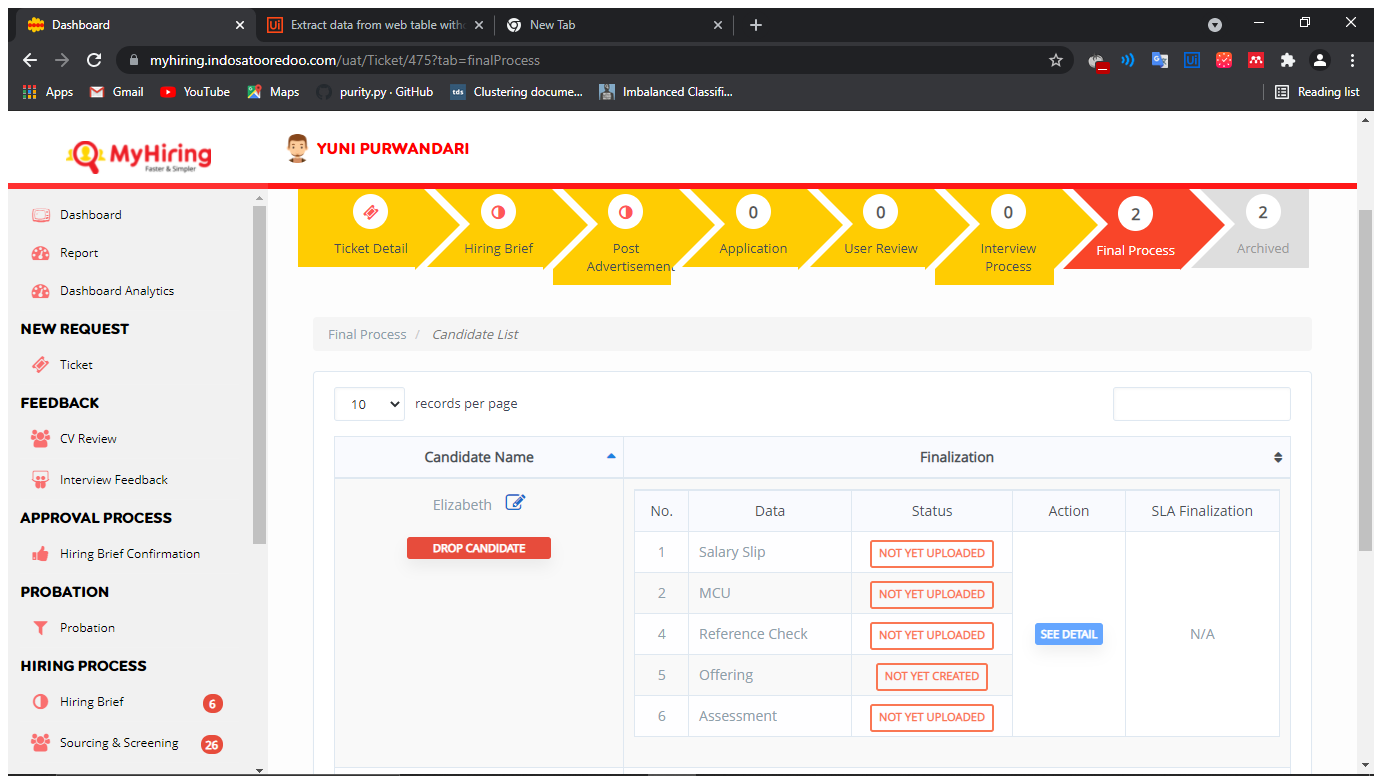 Dashboard
Extract data from web table witho
New Tab
myhiring.indosatooredoo.com/uat/Ticket/475?tab=finalProcess
Apps
Gmail
YouTube
Maps
purity.py · GitHub
tds
Clustering docume...
Imbalanced Classifi...
Reading list
MyHiring
Faster & Simpler
YUNI PURWANDARI
Dashboard
Report
Dashboard Analytics
NEW REQUEST
Ticket
FEEDBACK
CV Review
Interview Feedback
APPROVAL PROCESS
Hiring Brief Confirmation
PROBATION
Probation
HIRING PROCESS
Hiring Brief 6
Sourcing & Screening 26
Ticket Detail
Hiring Brief
Post
Advertisement
0
Application
0
User Review
0
Interview
Process
2
Final Process
2
Archived
Final Process / Candidate List
10 records per page
Candidate Name Finalization
Elizabeth
DROP CANDIDATE
No. Data Status Action SLA Finalization
1 Salary Slip NOT YET UPLOADED
2 MCU NOT YET UPLOADED
4 Reference Check NOT YET UPLOADED SEE DETAIL N/A
5 Offering NOT YET CREATED
6 Assessment NOT YET UPLOADED